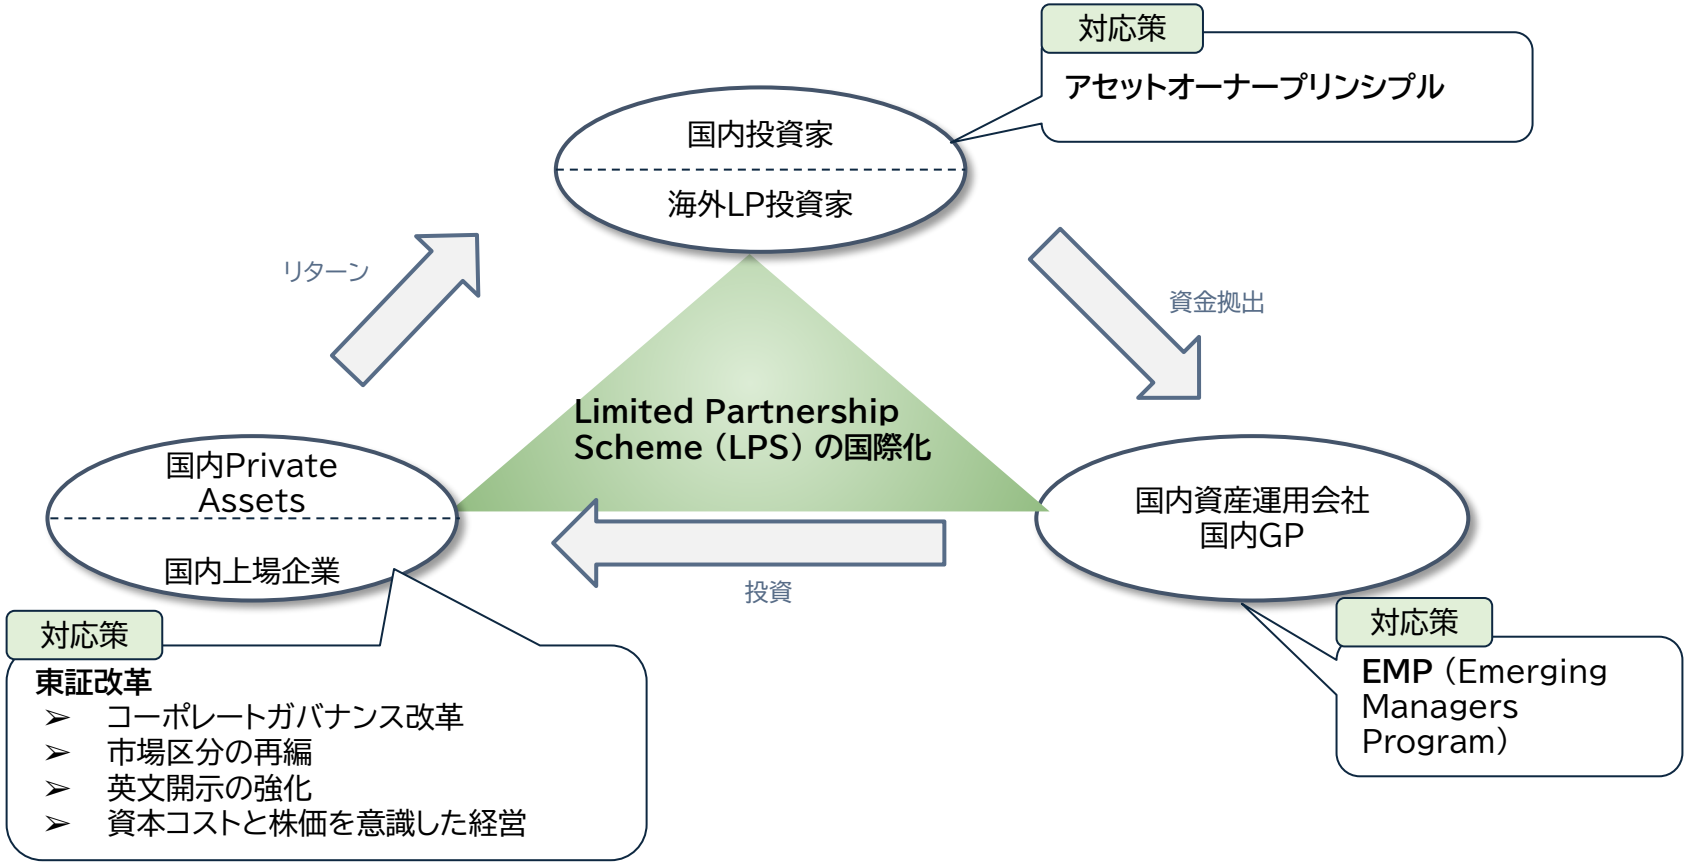 対応策
アセットオーナープリンシプル
国内投資家
海外LP投資家
リターン
資金拠出
Limited Partnership
Scheme（LPS）の国際化
国内Private
Assets
国内上場企業
国内資産運用会社
国内GP
投資
対応策
東証改革
➢ コーポレートガバナンス改革
➢ 市場区分の再編
➢ 英文開示の強化
➢ 資本コストと株価を意識した経営
対応策
EMP（Emerging
Managers
Program）